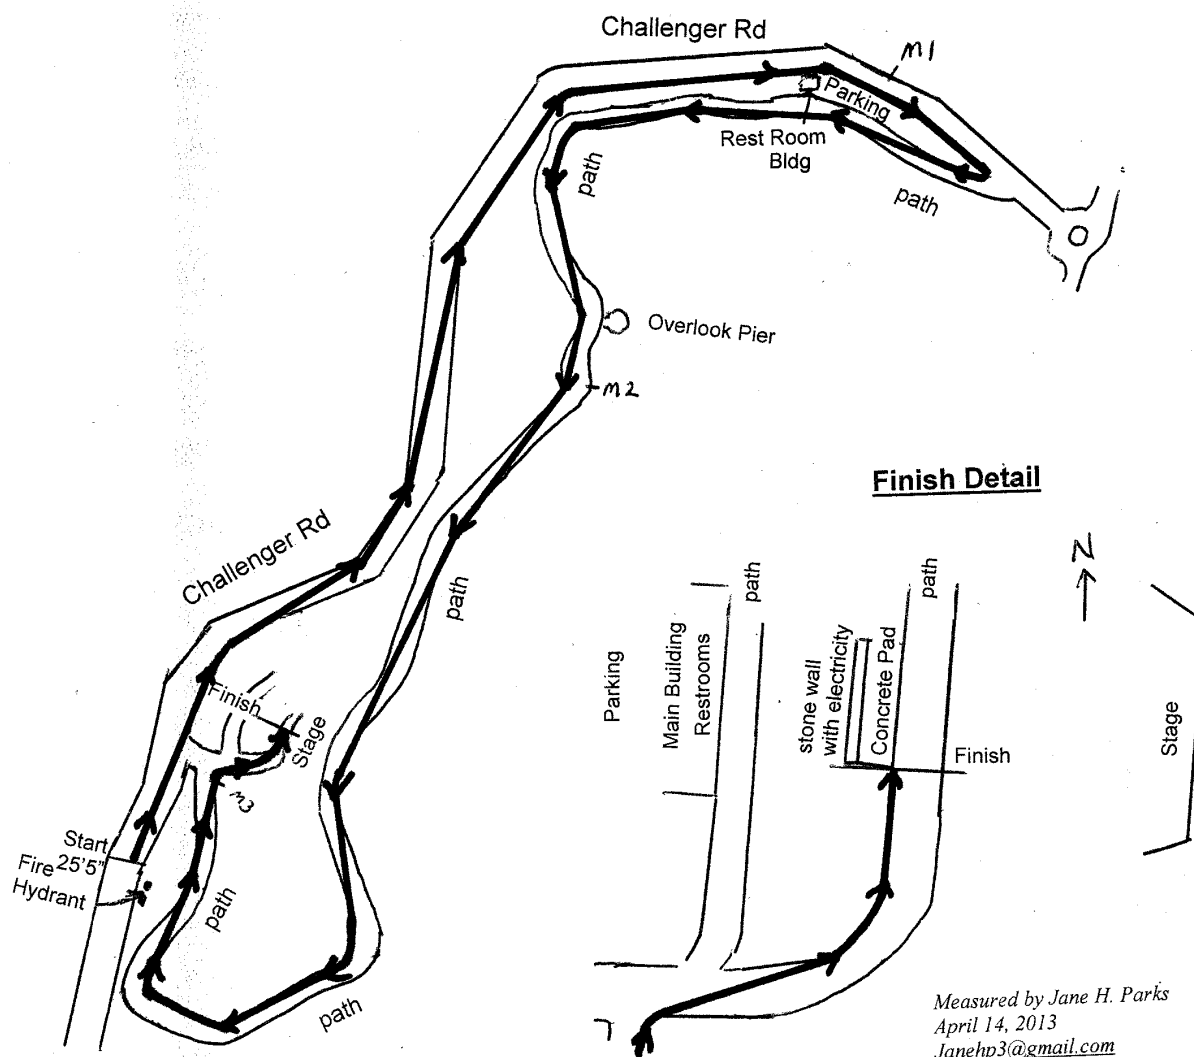 Challenger Rd
M1
Parking
Rest Room
Bldg
path
path
Overlook Pier
M2
Finish Detail
N
Challenger Rd
path
path
path
Finish
Stage
M3
Parking
Main Building
Restrooms
stone wall
with electricity
Concrete Pad
Finish
Stage
Start
25'5"
Fire
Hydrant
path
path
Measured by Jane H. Parks
April 14, 2013
Janehp3@gmail.com